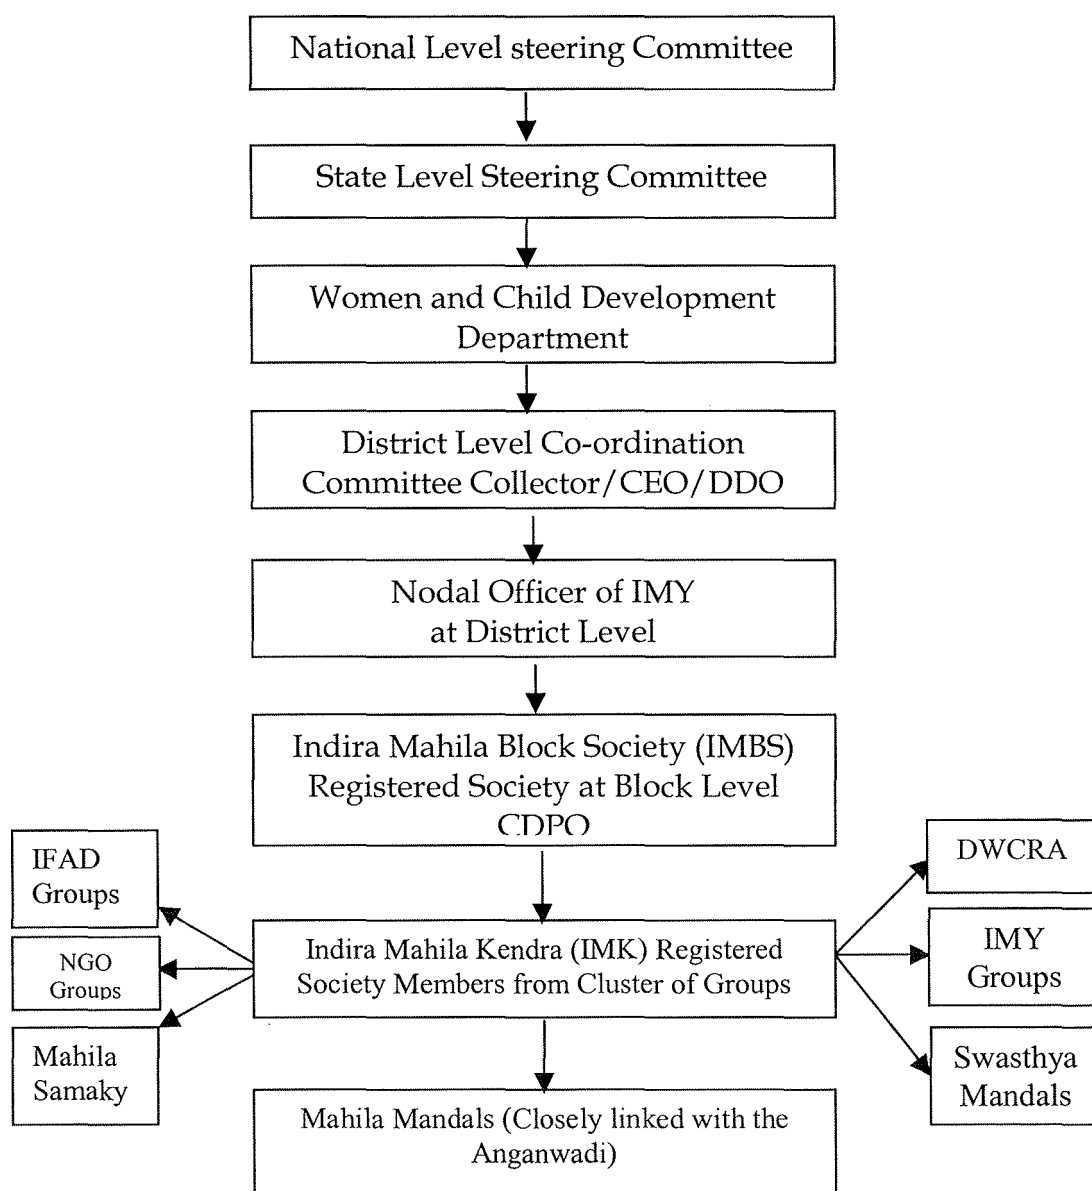 National Level steering Committee
State Level Steering Committee
Women and Child Development
Department
District Level Co-ordination
Committee Collector/CEO/DDO
Nodal Officer of IMY
at District Level
Indira Mahila Block Society (IMBS)
Registered Society at Block Level
CDPO
IFAD
Groups
NGO
Groups
Mahila
Samaky
Indira Mahila Kendra (IMK) Registered
Society Members from Cluster of Groups
DWCRA
IMY
Groups
Swasthya
Mandals
Mahila Mandals (Closely linked with the
Anganwadi)